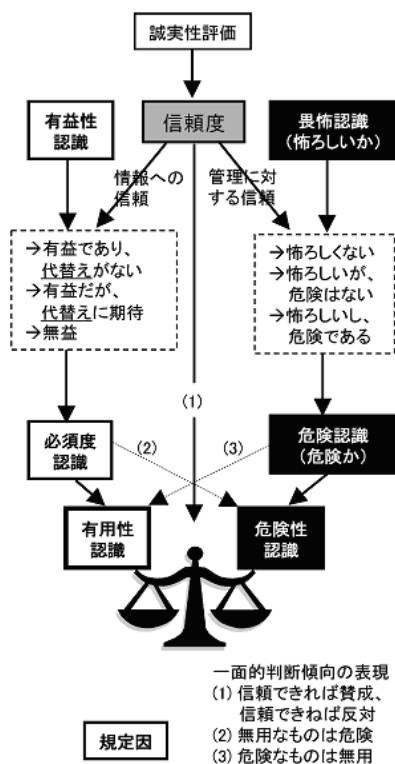 誠実性評価
有益性
認識
信頼度
畏怖認識
(怖ろしいか)
情報への
信頼
管理に対
する信頼
→有益であり、
代替えがない
→有益だが、
代替えに期待
→無益
→怖ろしくない
→怖ろしいが、
危険はない
→怖ろしいし、
危険である
(1)
必須度
認識
(2)
(3)
危険認識
(危険か)
有用性
認識
危険性
認識
一面的判断傾向の表現
(1) 信頼できれば賛成、
信頼できねば反対
(2) 無用なものは危険
(3) 危険なものは無用
規定因